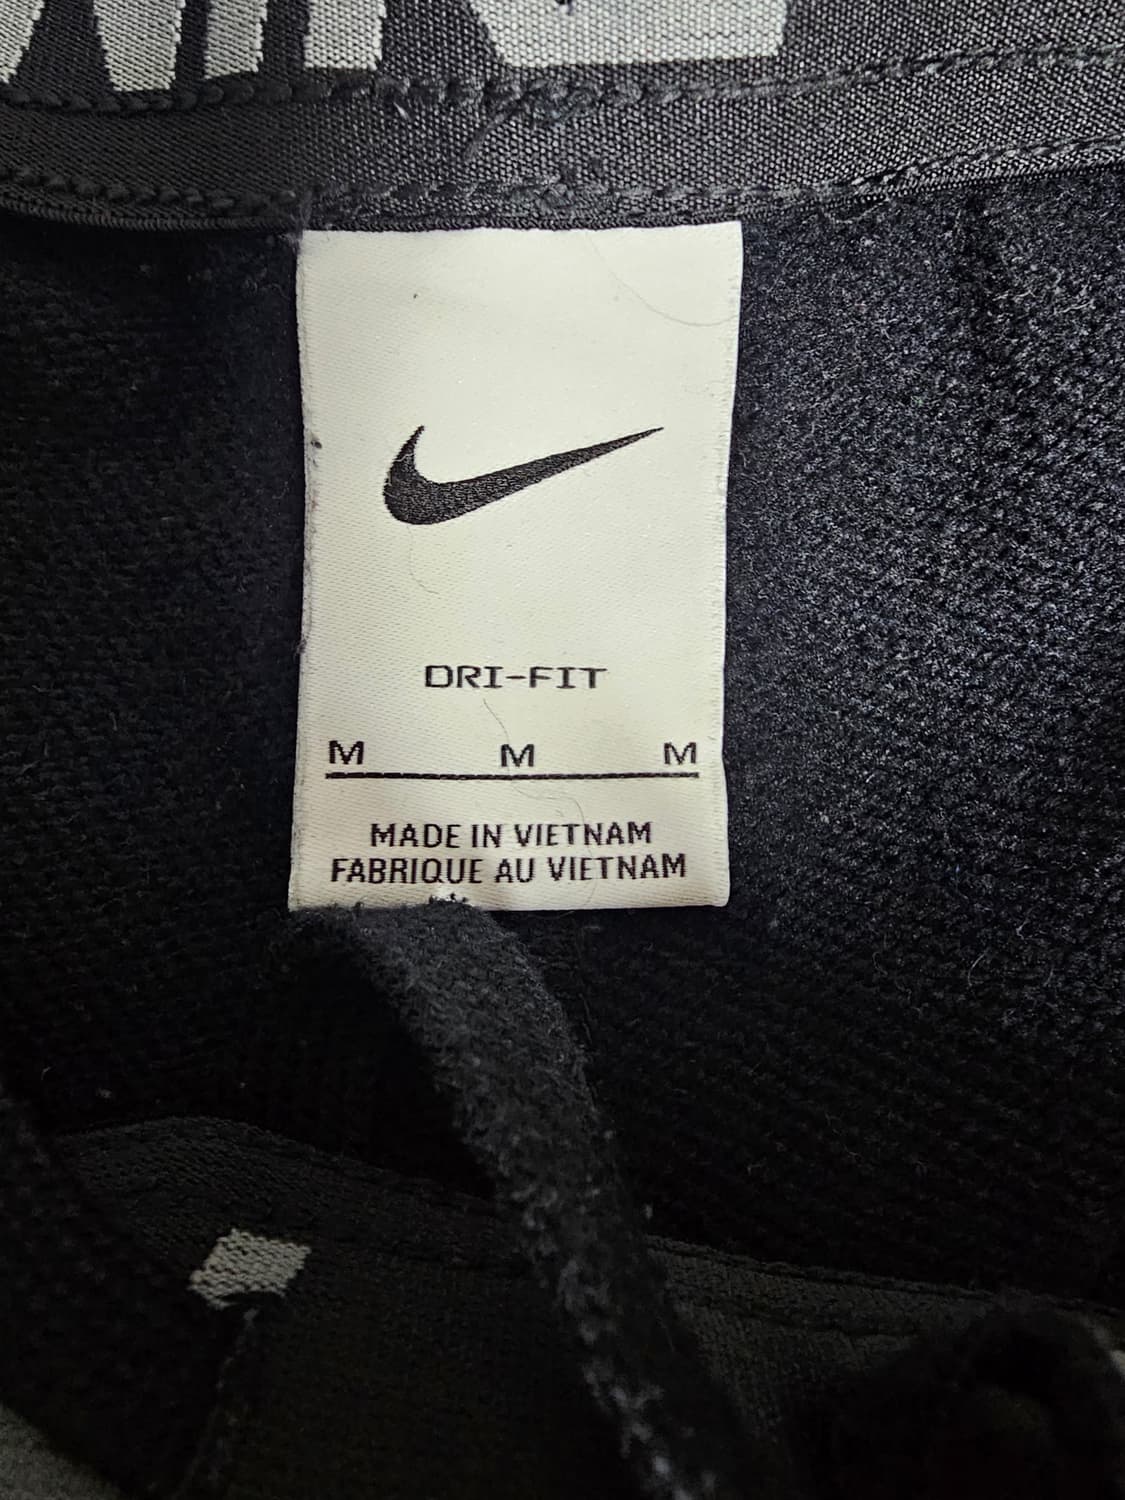 DRI-FIT
M M M
MADE IN VIETNAM
FABRIQUE AU VIETNAM